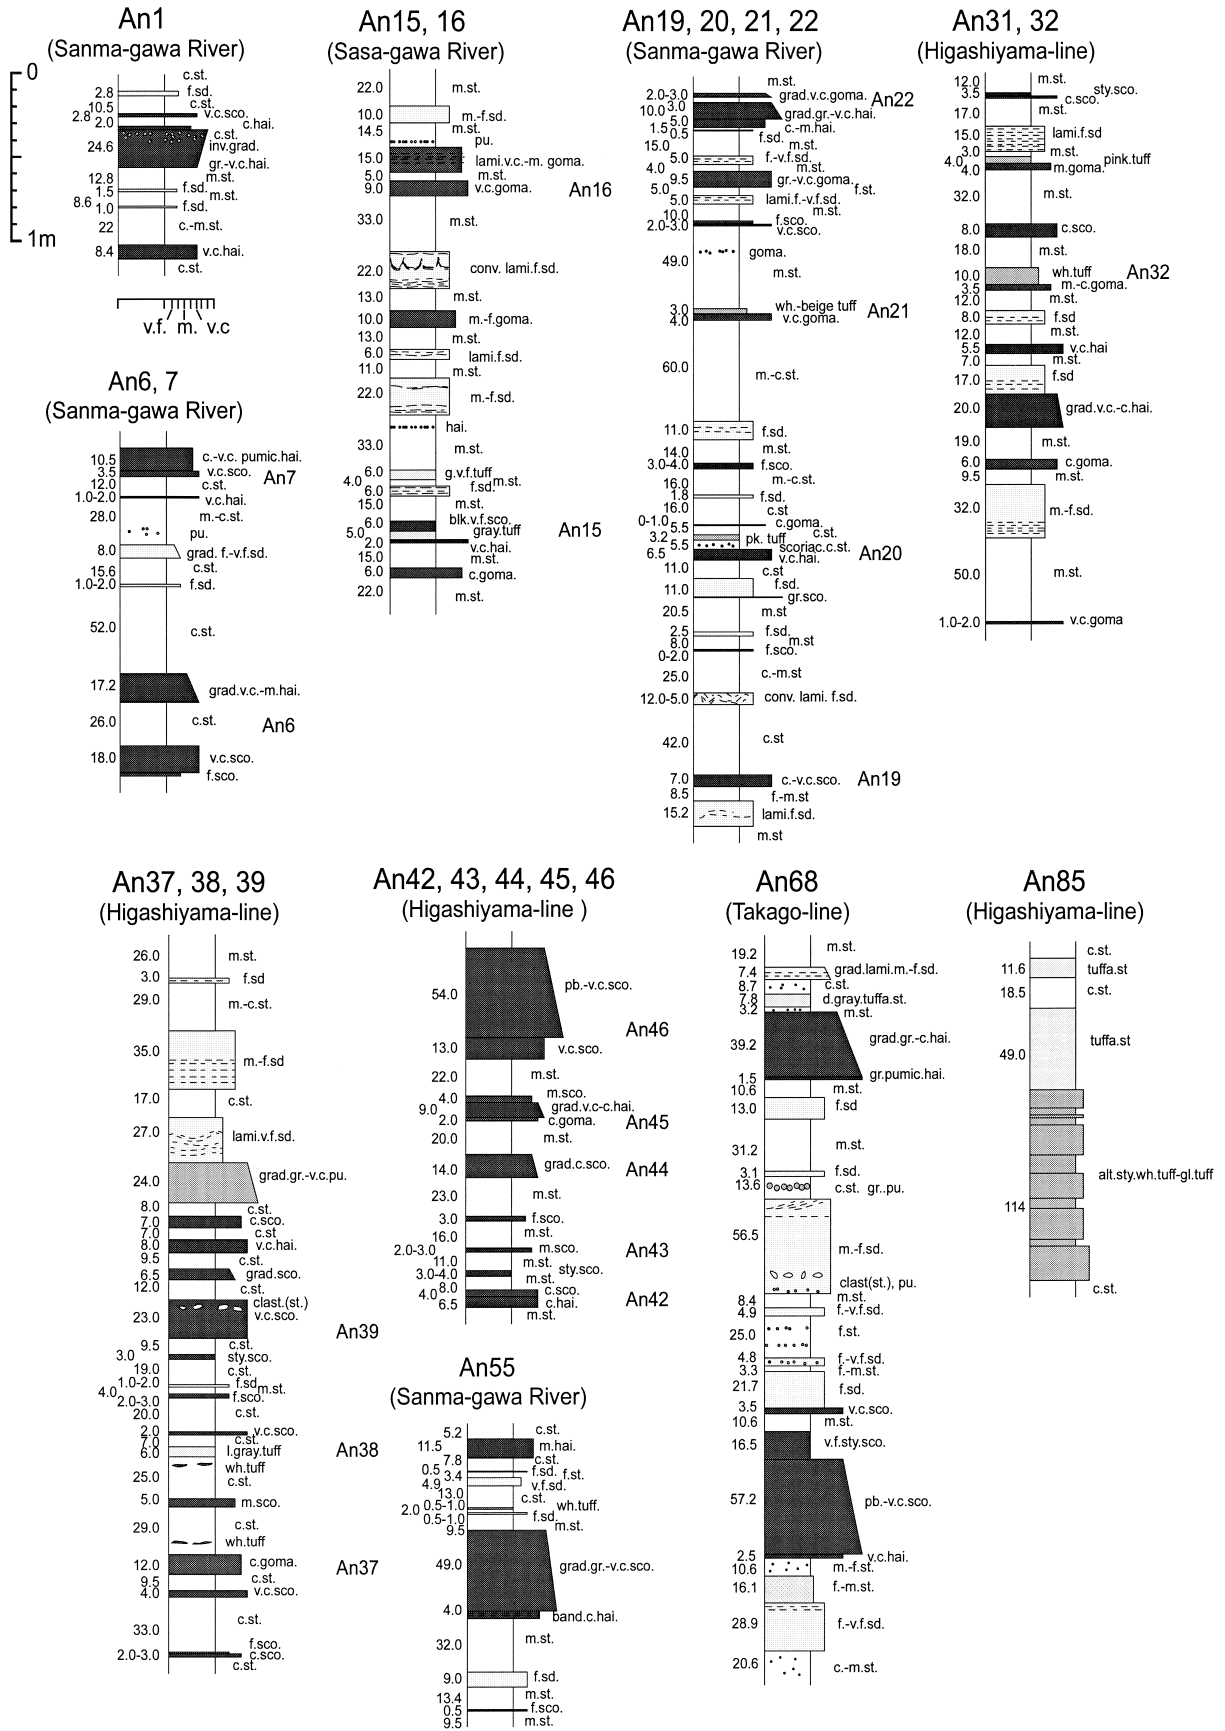 An1
(Sanma-gawa River)
0
1m
c.st.
2.8 f.sd.
10.5 c.st.
2.8 v.c.sco.
2.0 c.hai.
c.st.
24.6 inv.grad.
gr.-v.c.hai.
12.8 m.st.
1.5 f.sd.
m.st.
8.6
1.0 f.sd.
22 c.-m.st.
8.4 v.c.hai.
c.st.
v.f. m. v.c
An6, 7
(Sanma-gawa River)
10.5 c.-v.c. pumic.hai.
3.5 v.c.sco.
An7
12.0 c.st.
1.0-2.0 v.c.hai.
28.0 m.-c.st.
pu.
8.0 grad. f.-v.f.sd.
15.6 c.st.
1.0-2.0 f.sd.
52.0 c.st.
17.2 grad.v.c.-m.hai.
26.0 c.st.
An6
18.0 v.c.sco.
f.sco.
An15, 16
(Sasa-gawa River)
22.0 m.st.
10.0 m.-f.sd.
14.5 m.st.
pu.
15.0 lami.v.c.-m. goma.
5.0 m.st.
9.0 v.c.goma.
An16
33.0 m.st.
22.0 conv. lami.f.sd.
13.0 m.st.
10.0 m.-f.goma.
13.0 m.st.
6.0 lami.f.sd.
11.0 m.st.
22.0 m.-f.sd.
hai.
33.0 m.st.
6.0 g.v.f.tuff
4.0 m.st.
6.0 f.sd.
15.0 m.st.
6.0 blk.v.f.sco.
5.0 gray.tuff
An15
2.0 v.c.hai.
15.0 m.st.
6.0 c.goma.
22.0 m.st.
An19, 20, 21, 22
(Sanma-gawa River)
m.st.
2.0-3.0 grad.v.c.goma.
An22
3.0
10.0 grad.gr.-v.c.hai.
5.0 c.-m.hai.
1.5
0.5 f.sd.
15.0 m.st.
5.0 f.-v.f.sd.
4.0 m.st.
9.5 gr.-v.c.goma.
5.0 f.st.
5.0 lami.f.-v.f.sd.
10.0 m.st.
2.0-3.0 f.sco.
v.c.sco.
goma.
49.0 m.st.
3.0 wh.-beige tuff
4.0 v.c.goma.
An21
60.0 m.-c.st.
11.0 f.sd.
14.0 m.st.
3.0-4.0 f.sco.
16.0 m.-c.st.
1.8 f.sd.
16.0 c.st
0-1.0 c.goma.
5.5 c.st.
3.2 pk. tuff
5.5 scoriac.c.st.
6.5 v.c.hai.
An20
11.0 c.st
11.0 f.sd.
gr.sco.
20.5 m.st
2.5 f.sd.
8.0 m.st
0-2.0 f.sco.
25.0 c.-m.st
12.0-5.0 conv. lami. f.sd.
42.0 c.st
7.0 c.-v.c.sco.
An19
8.5 f.-m.st
15.2 lami.f.sd.
m.st
An31, 32
(Higashiyama-line)
12.0 m.st.
3.5 sty.sco.
c.sco.
17.0 m.st.
15.0 lami.f.sd
3.0 m.st.
4.0 pink.tuff
4.0 m.goma.
32.0 m.st.
8.0 c.sco.
18.0 m.st.
10.0 wh.tuff
An32
3.5 m.-c.goma.
12.0 m.st.
8.0 f.sd
12.0 m.st.
5.5 v.c.hai
7.0 m.st.
17.0 f.sd
20.0 grad.v.c.-c.hai.
19.0 m.st.
6.0 c.goma.
9.5 m.st.
32.0 m.-f.sd.
50.0 m.st.
1.0-2.0 v.c.goma
An37, 38, 39
(Higashiyama-line)
26.0 m.st.
3.0 f.sd
29.0 m.-c.st.
35.0 m.-f.sd
17.0 c.st.
27.0 lami.v.f.sd.
24.0 grad.gr.-v.c.pu.
8.0 c.st.
7.0 c.sco.
7.0 c.st
8.0 v.c.hai.
9.5 c.st.
6.5 grad.sco.
12.0 c.st.
clast.(st.)
23.0 v.c.sco.
An39
9.5 c.st.
3.0 sty.sco.
19.0 c.st.
1.0-2.0 f.sd.
4.0 m.st.
2.0-3.0 f.sco.
20.0 c.st.
2.0 v.c.sco.
7.0 c.st.
6.0 l.gray.tuff
An38
wh.tuff
25.0 c.st.
5.0 m.sco.
29.0 c.st.
wh.tuff
12.0 c.goma.
An37
9.5 c.st.
4.0 v.c.sco.
33.0 c.st.
f.sco.
2.0-3.0 c.sco.
c.st.
An42, 43, 44, 45, 46
(Higashiyama-line )
54.0 pb.-v.c.sco.
An46
13.0 v.c.sco.
22.0 m.st.
4.0 m.sco.
9.0 grad.v.c-c.hai.
2.0 c.goma.
An45
20.0 m.st.
14.0 grad.c.sco.
An44
23.0 m.st.
3.0 f.sco.
16.0 m.st.
2.0-3.0 m.sco.
An43
11.0 m.st.
3.0-4.0 sty.sco.
8.0 m.st.
4.0 c.sco.
6.5 c.hai.
An42
m.st.
An55
(Sanma-gawa River)
5.2 c.st.
11.5 m.hai.
7.8 c.st.
0.5 f.sd.
3.4 f.st.
4.9 v.f.sd.
13.0 c.st.
0.5-1.0 wh.tuff.
2.0
0.5-1.0 f.sd.
9.5 m.st.
49.0 grad.gr.-v.c.sco.
4.0 band.c.hai.
32.0 m.st.
9.0 f.sd.
13.4 m.st.
0.5 f.sco.
9.5 m.st.
An68
(Takago-line)
19.2 m.st.
7.4 grad.lami.m.-f.sd.
8.7 c.st.
7.8 d.gray.tuffa.st.
3.2 m.st.
39.2 grad.gr.-c.hai.
1.5 gr.pumic.hai.
10.6 m.st.
13.0 f.sd
31.2 m.st.
3.1 f.sd.
13.6 c.st. gr..pu.
56.5 m.-f.sd.
clast(st.), pu.
8.4 m.st.
4.9 f.-v.f.sd.
25.0 f.st.
4.8 f.-v.f.sd.
3.3 f.-m.st.
21.7 f.sd.
3.5 v.c.sco.
10.6 m.st.
16.5 v.f.sty.sco.
57.2 pb.-v.c.sco.
2.5 v.c.hai.
10.6 m.-f.st.
16.1 f.-m.st.
28.9 f.-v.f.sd.
20.6 c.-m.st.
An85
(Higashiyama-line)
c.st.
11.6 tuffa.st
18.5 c.st.
49.0 tuffa.st
114 alt.sty.wh.tuff-gl.tuff
c.st.